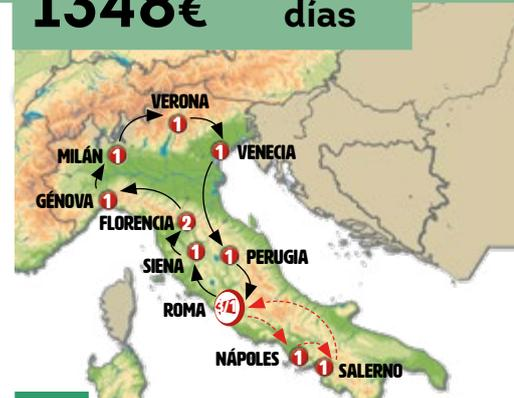 1348€ días
VERONA
1
1
MILÁN 1
VENECIA
GÉNOVA 1
FLORENCIA 2
SIENA 1
1 PERUGIA
ROMA
NÁPOLES 1
1 SALERNO